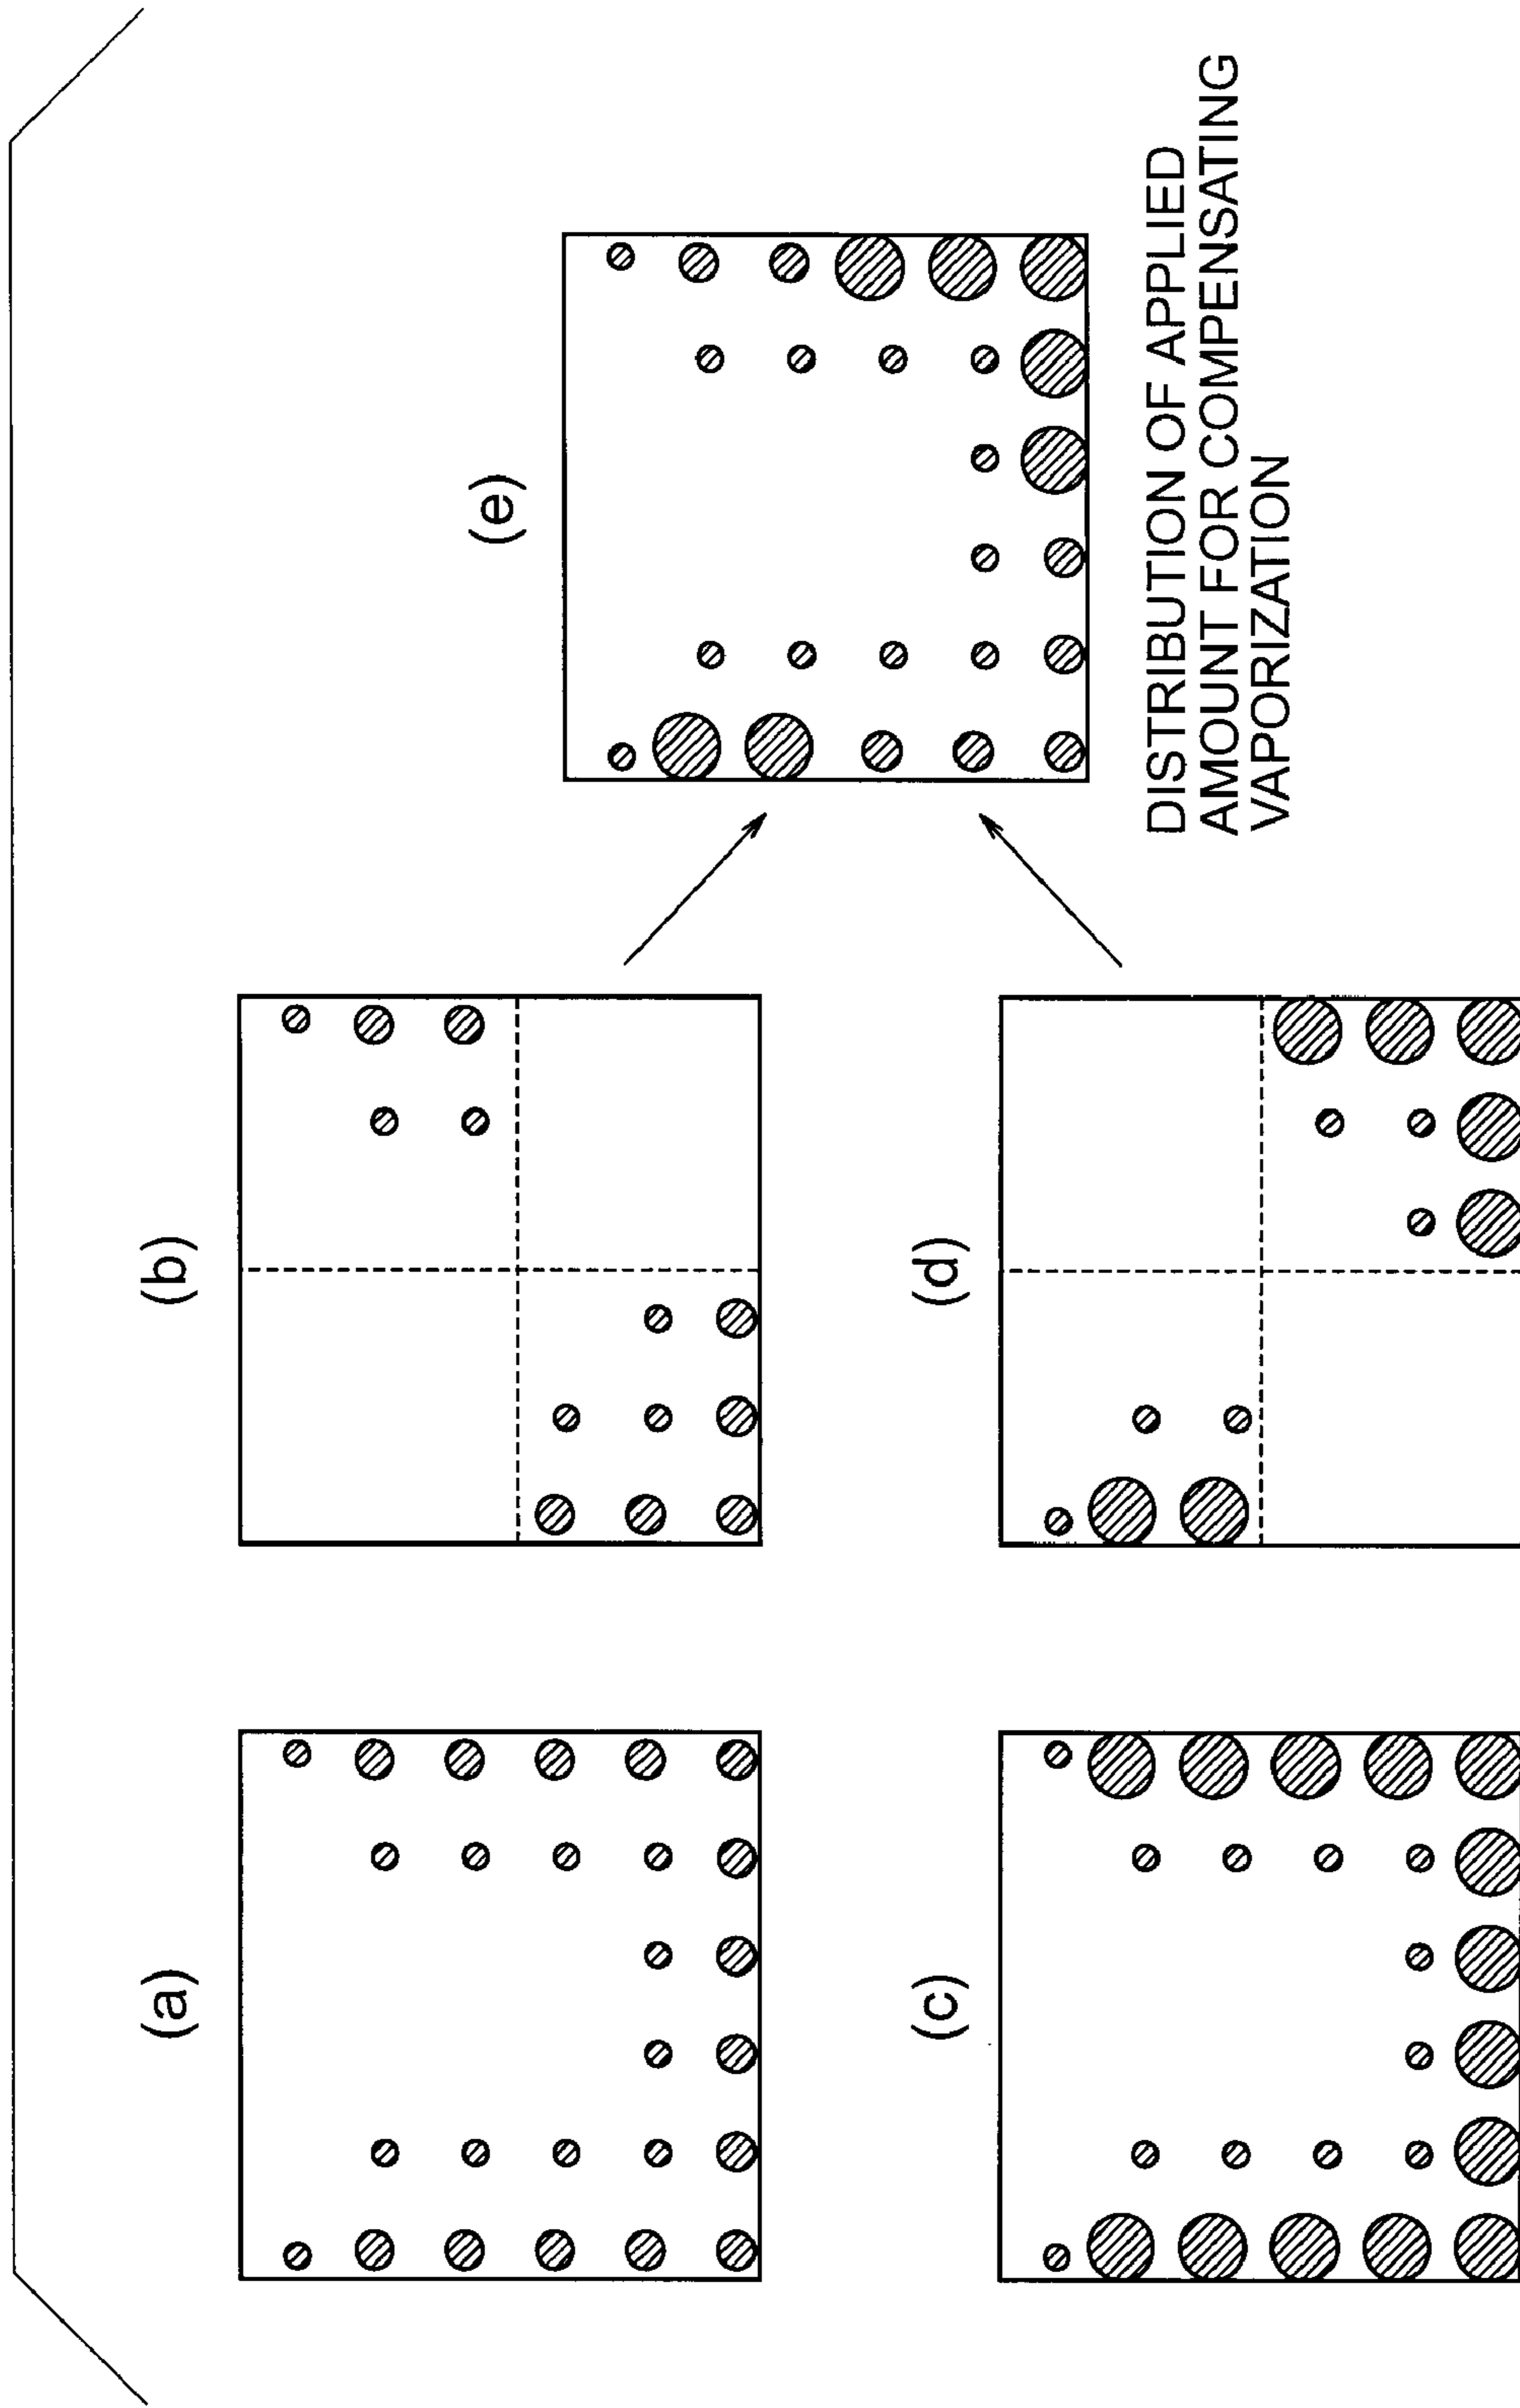 (a)
(b)
(c)
(d)
(e)
DISTRIBUTION OF APPLIED
AMOUNT FOR COMPENSATING
VAPORIZATION